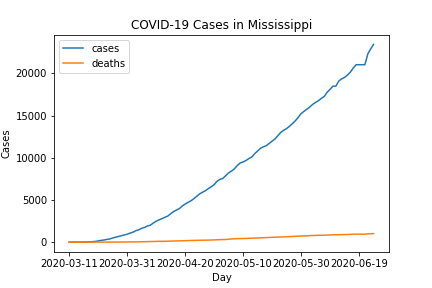 COVID-19 Cases in Mississippi
cases
deaths
20000
15000
10000
5000
0
Cases
2020-03-11 2020-03-31 2020-04-20 2020-05-10 2020-05-30 2020-06-19
Day